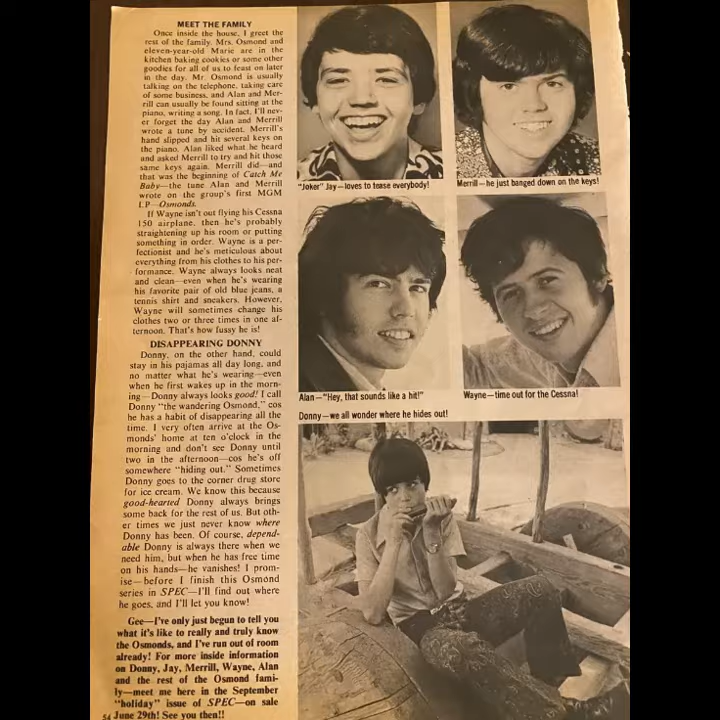 MEET THE FAMILY
Once inside the house, I greet the
rest of the family. Mrs. Osmond and
eleven-year-old Marie are in the
kitchen baking cookies or some other
goodies for all of us to feast on later
in the day. Mr. Osmond is usually
talking on the telephone, taking care
of some business, and Alan and Mer-
rill can usually be found sitting at the
piano, writing a song. In fact, I'll nev-
er forget the day Alan and Merrill
wrote a tune by accident. Merrill's
hand slipped and hit several keys on
the piano. Alan liked what he heard
and asked Merrill to try and hit those
same keys again. Merrill did—and
that was the beginning of Catch Me
Baby—the tune Alan and Merrill
wrote on the group's first MGM
LP—Osmonds.
If Wayne isn't out flying his Cessna
150 airplane, then he's probably
straightening up his room or putting
something in order. Wayne is a per-
fectionist and he's meticulous about
everything from his clothes to his per-
formance. Wayne always looks neat
and clean—even when he's wearing
his favorite pair of old blue jeans, a
tennis shirt and sneakers. However,
Wayne will sometimes change his
clothes two or three times in one af-
ternoon. That's how fussy he is!
DISAPPEARING DONNY
Donny, on the other hand, could
stay in his pajamas all day long, and
no matter what he's wearing—even
when he first wakes up in the morn-
ing—Donny always looks good! I call
Donny "the wandering Osmond," cos
he has a habit of disappearing all the
time. I very often arrive at the Os-
monds' home at ten o'clock in the
morning and don't see Donny until
two in the afternoon—cos he's off
somewhere "hiding out." Sometimes
Donny goes to the corner drug store
for ice cream. We know this because
good-hearted Donny always brings
some back for the rest of us. But oth-
er times we just never know where
Donny has been. Of course, depend-
able Donny is always there when we
need him, but when he has free time
on his hands—he vanishes! I prom-
ise—before I finish this Osmond
series in SPEC—I'll find out where
he goes, and I'll let you know!
Gee—I've only just begun to tell you
what it's like to really and truly know
the Osmonds, and I've run out of room
already! For more inside information
on Donny, Jay, Merrill, Wayne, Alan
and the rest of the Osmond fami-
ly—meet me here in the September
"holiday" issue of SPEC—on sale
June 29th! See you then!!
54
"Joker" Jay—loves to tease everybody!
Merrill—he just banged down on the keys!
Alan—"Hey, that sounds like a hit!"
Wayne—time out for the Cessna!
Donny—we all wonder where he hides out!